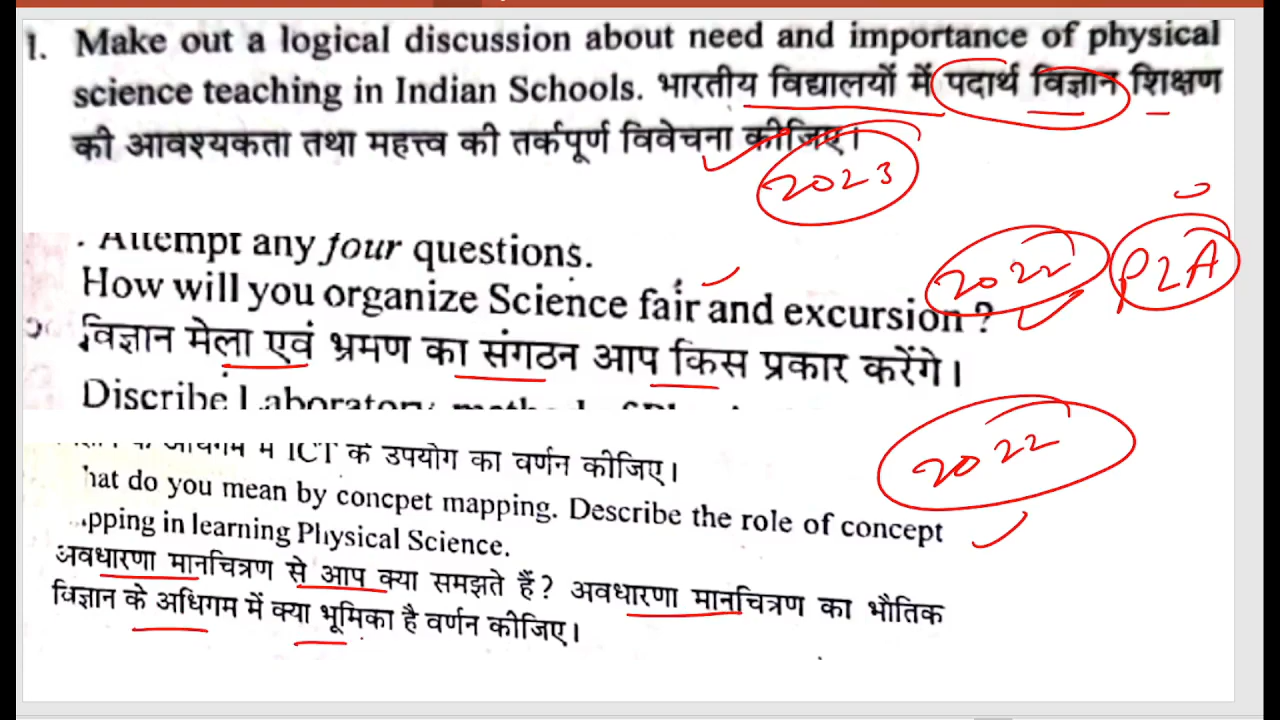 1. Make out a logical discussion about need and importance of physical
science teaching in Indian Schools. भारतीय विद्यालयों में पदार्थ विज्ञान शिक्षण
की आवश्यकता तथा महत्त्व की तर्कपूर्ण विवेचना कीजिए।
2023
. Attempt any four questions.
How will you organize Science fair and excursion ?
2022
P2A
विज्ञान मेला एवं भ्रमण का संगठन आप किस प्रकार करेंगे।
Discribe Laboratory
के अधिगम में ICT के उपयोग का वर्णन कीजिए।
2022
hat do you mean by concpet mapping. Describe the role of concept
pping in learning Physical Science.
अवधारणा मानचित्रण से आप क्या समझते हैं? अवधारणा मानचित्रण का भौतिक
विज्ञान के अधिगम में क्या भूमिका है वर्णन कीजिए।